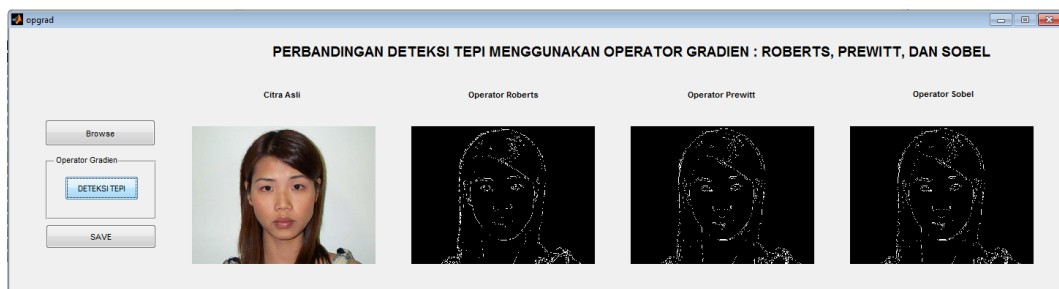 opgrad
PERBANDINGAN DETEKSI TEPI MENGGUNAKAN OPERATOR GRADIEN : ROBERTS, PREWITT, DAN SOBEL
Citra Asli
Operator Roberts
Operator Prewitt
Operator Sobel
Browse
Operator Gradien
DETEKSI TEPI
SAVE